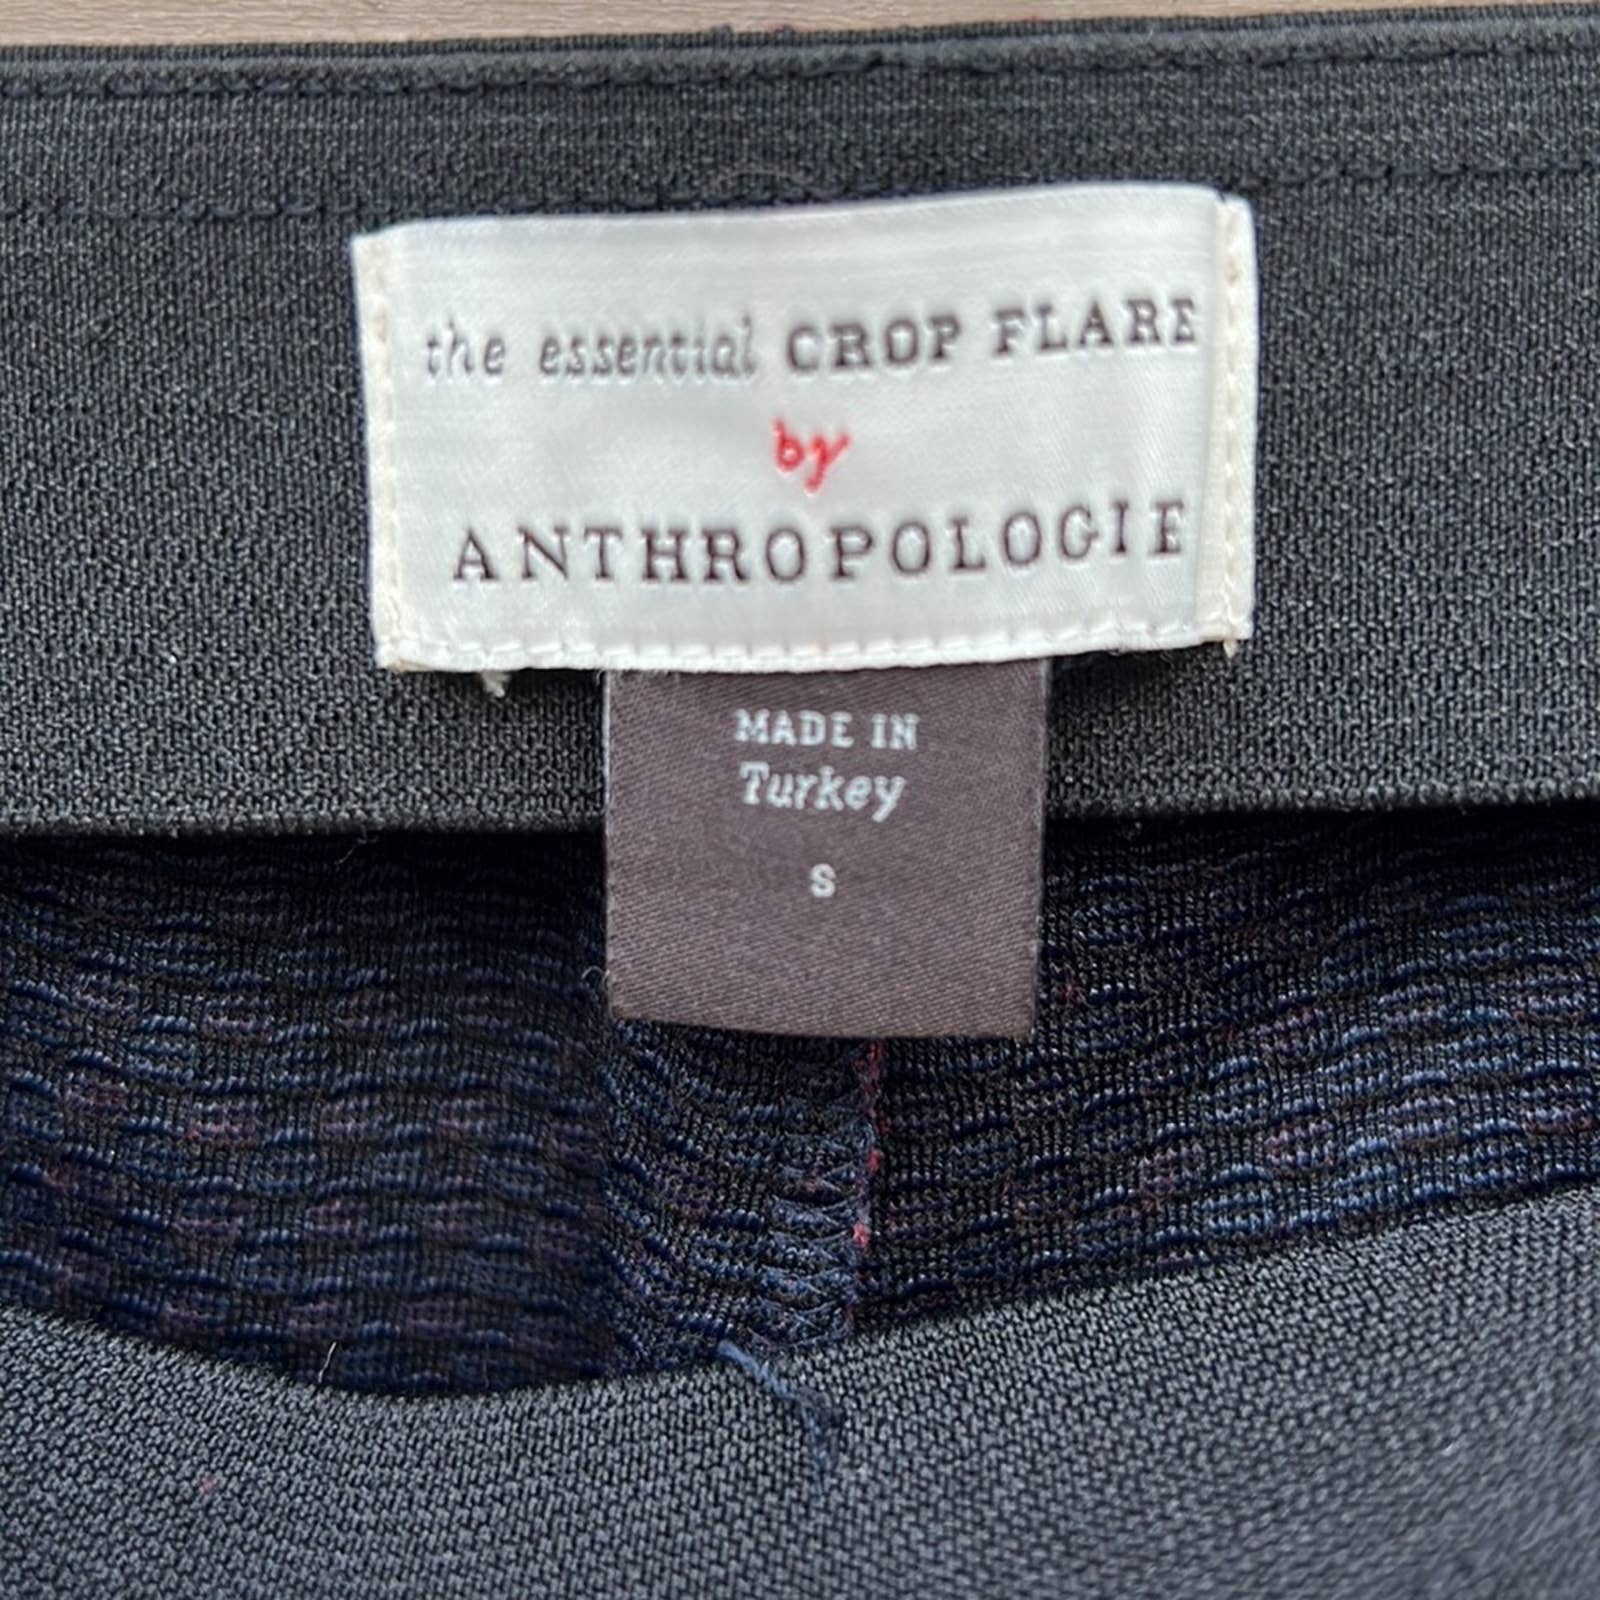 the essential CROP FLARE
by
ANTHROPOLOGIE
MADE IN
Turkey
S